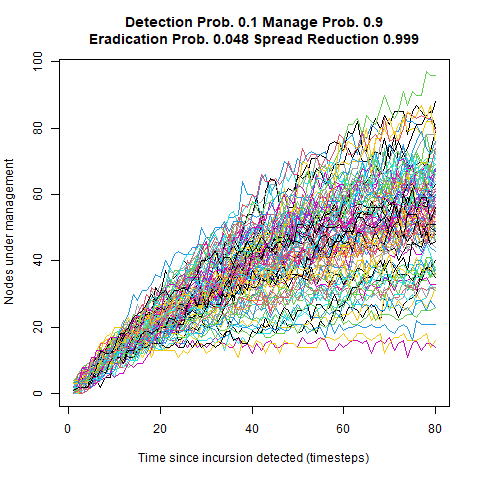 Detection Prob. 0.1 Manage Prob. 0.9
Eradication Prob. 0.048 Spread Reduction 0.999
Nodes under management
100
80
60
40
20
0
0 20 40 60 80
Time since incursion detected (timesteps)